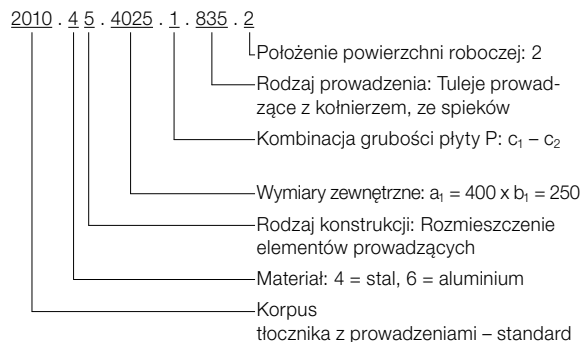 2010 . 4 5 . 4025 . 1 . 835 . 2
Położenie powierzchni roboczej: 2
Rodzaj prowadzenia: Tuleje prowad-
zące z kołnierzem, ze spieków
Kombinacja grubości płyty P: c₁ – c₂
Wymiary zewnętrzne: a₁ = 400 x b₁ = 250
Rodzaj konstrukcji: Rozmieszczenie
elementów prowadzących
Materiał: 4 = stal, 6 = aluminium
Korpus
tłocznika z prowadzeniami – standard